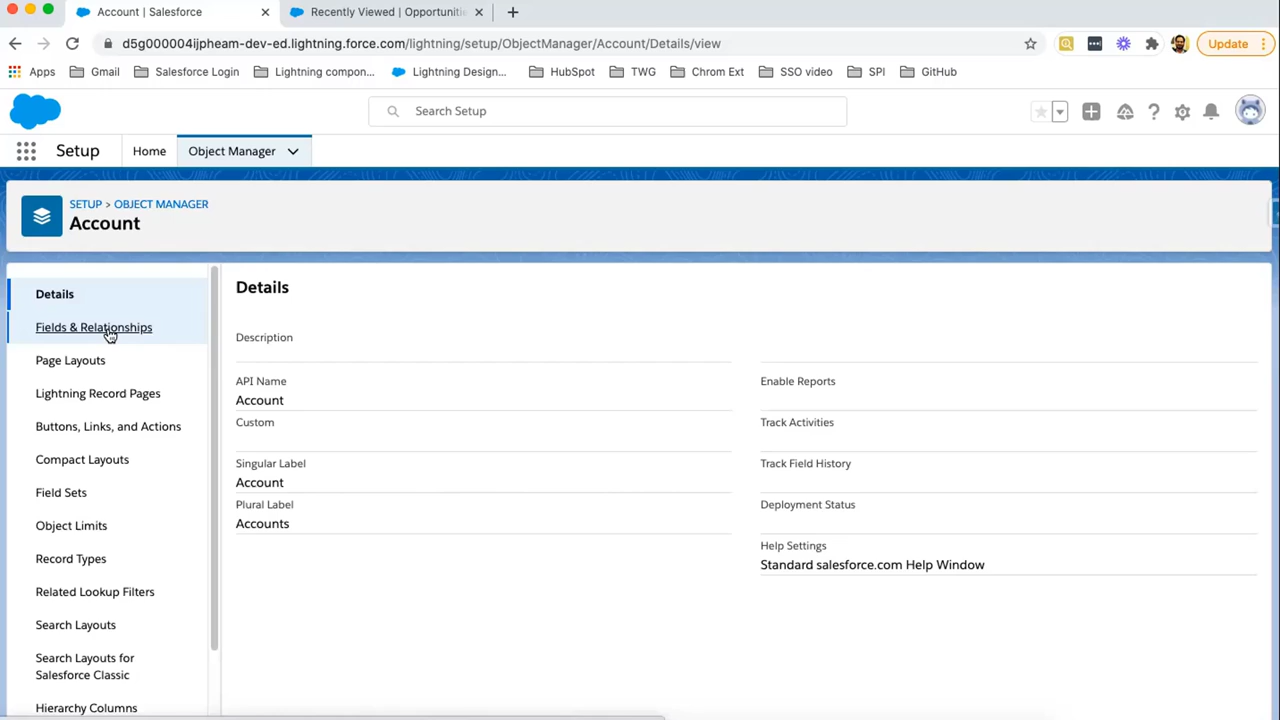 Account | Salesforce
Recently Viewed | Opportuniti
d5g000004ijpheam-dev-ed.lightning.force.com/lightning/setup/ObjectManager/Account/Details/view
Update
Apps
Gmail
Salesforce Login
Lightning compon...
Lightning Design...
HubSpot
TWG
Chrom Ext
SSO video
SPI
GitHub
Search Setup
Setup
Home
Object Manager
SETUP > OBJECT MANAGER
Account
Details
Fields & Relationships
Page Layouts
Lightning Record Pages
Buttons, Links, and Actions
Compact Layouts
Field Sets
Object Limits
Record Types
Related Lookup Filters
Search Layouts
Search Layouts for
Salesforce Classic
Hierarchy Columns
Details
Description
API Name
Account
Custom
Singular Label
Account
Plural Label
Accounts
Enable Reports
Track Activities
Track Field History
Deployment Status
Help Settings
Standard salesforce.com Help Window